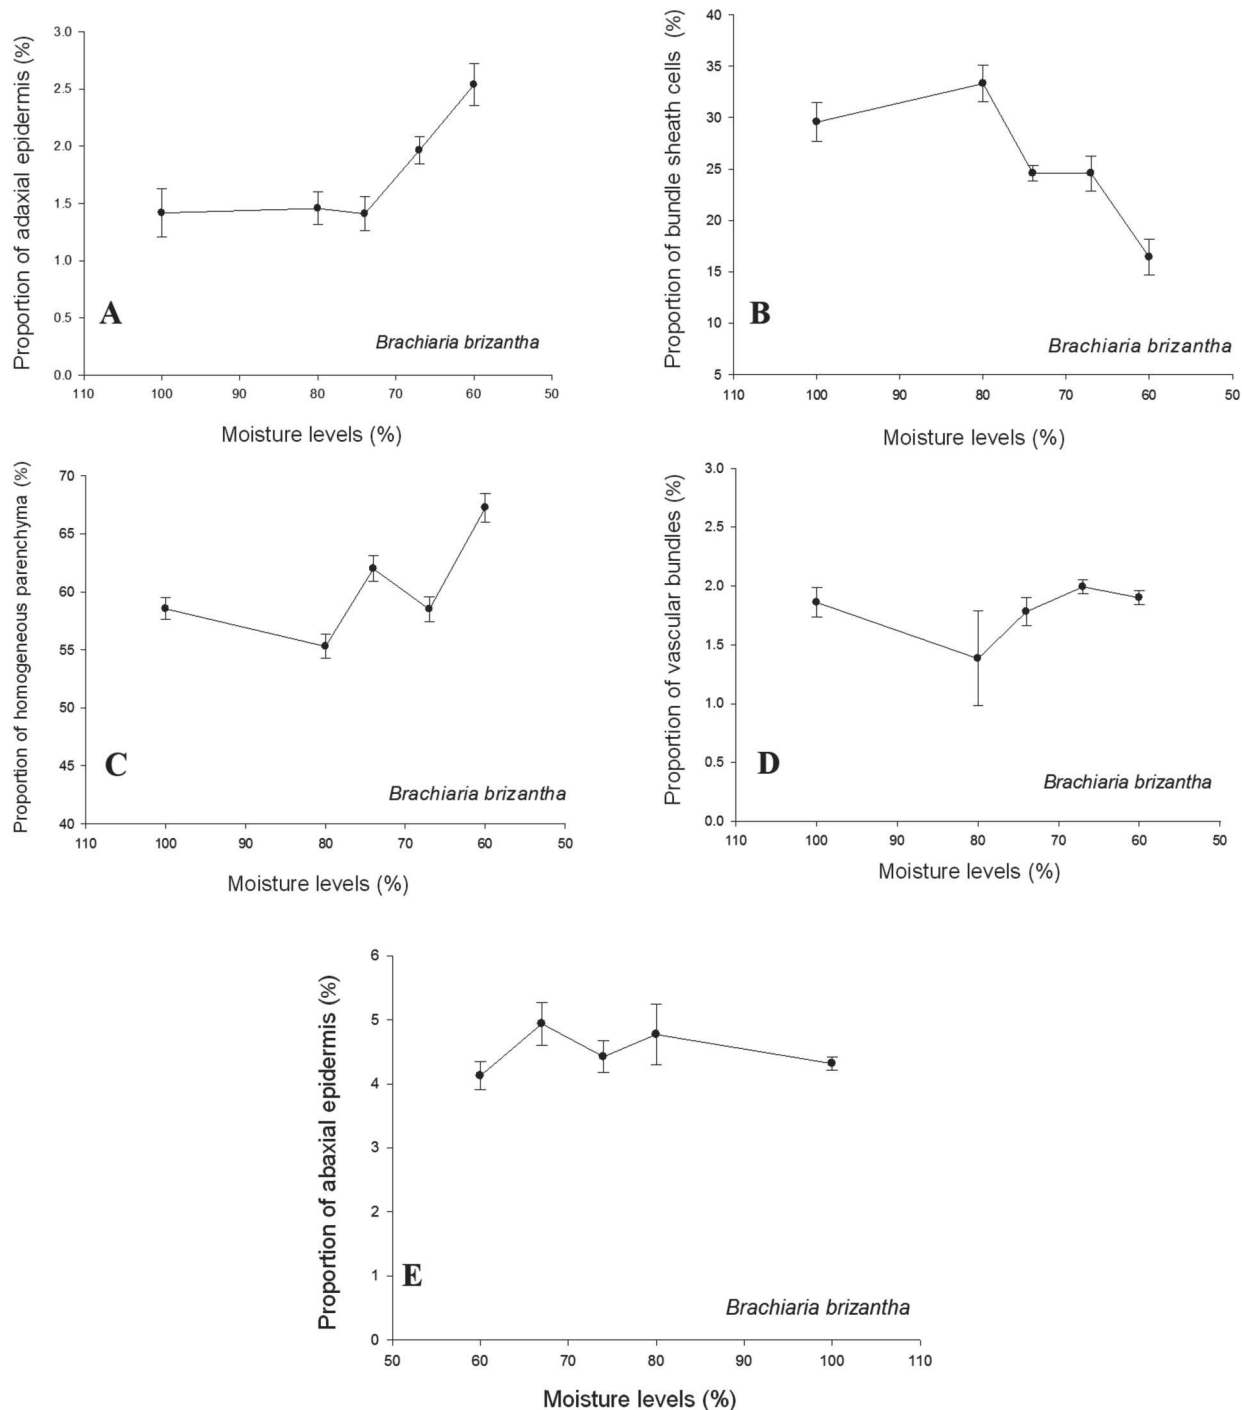 Proportion of adaxial epidermis (%)
3.0
2.5
2.0
1.5
1.0
0.5
0.0
A
Brachiaria brizantha
110 100 90 80 70 60 50
Moisture levels (%)
Proportion of bundle sheath cells (%)
40
35
30
25
20
15
10
5
B
Brachiaria brizantha
110 100 90 80 70 60 50
Moisture levels (%)
Proportion of homogeneous parenchyma (%)
70
65
60
55
50
45
40
C
Brachiaria brizantha
110 100 90 80 70 60 50
Moisture levels (%)
Proportion of vascular bundles (%)
3.0
2.5
2.0
1.5
1.0
0.5
0.0
D
Brachiaria brizantha
110 100 90 80 70 60 50
Moisture levels (%)
Proportion of abaxial epidermis (%)
6
5
4
3
2
1
0
E
Brachiaria brizantha
50 60 70 80 90 100 110
Moisture levels (%)